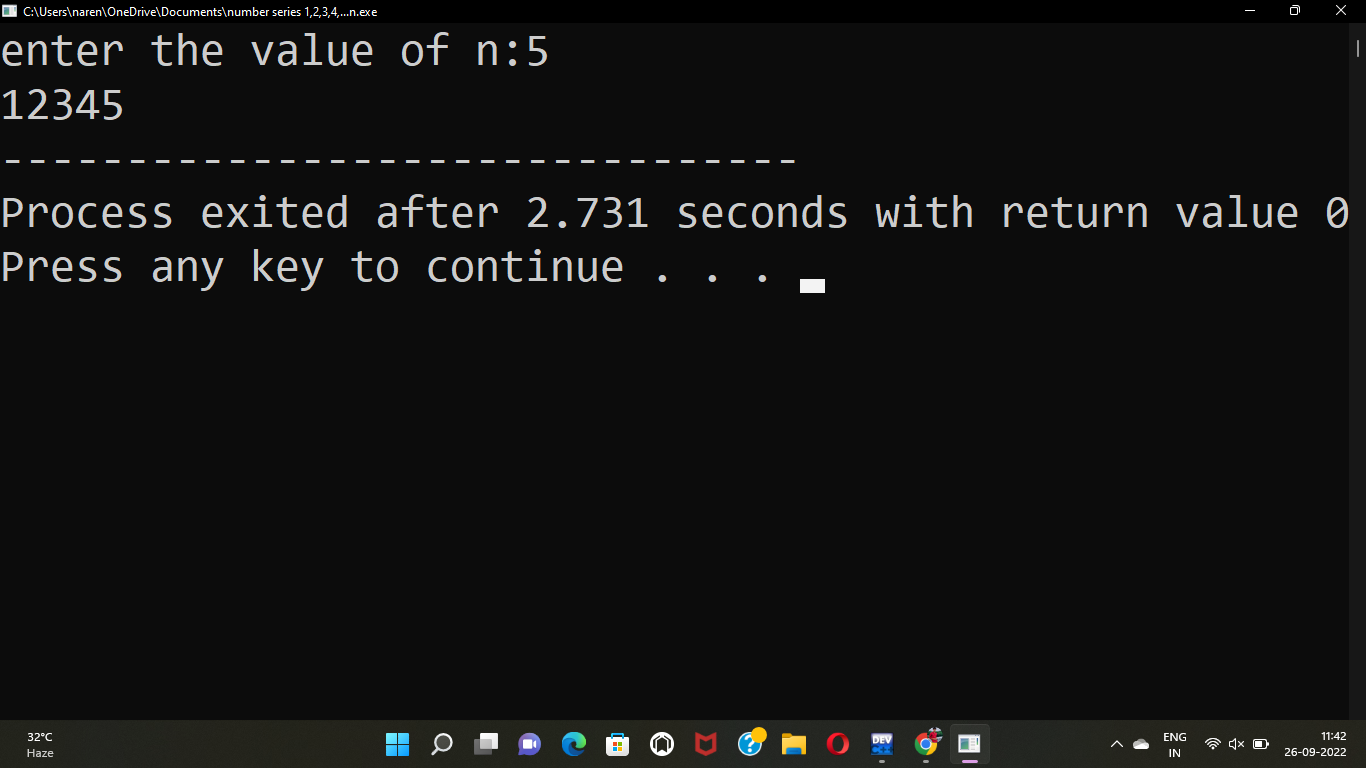 C:\Users\naren\OneDrive\Documents\number series 1,2,3,4,...n.exe
enter the value of n:5
12345
--------------------------------
Process exited after 2.731 seconds with return value 0
Press any key to continue . . .
32°C
Haze
DEV
ENG
IN
11:42
26-09-2022